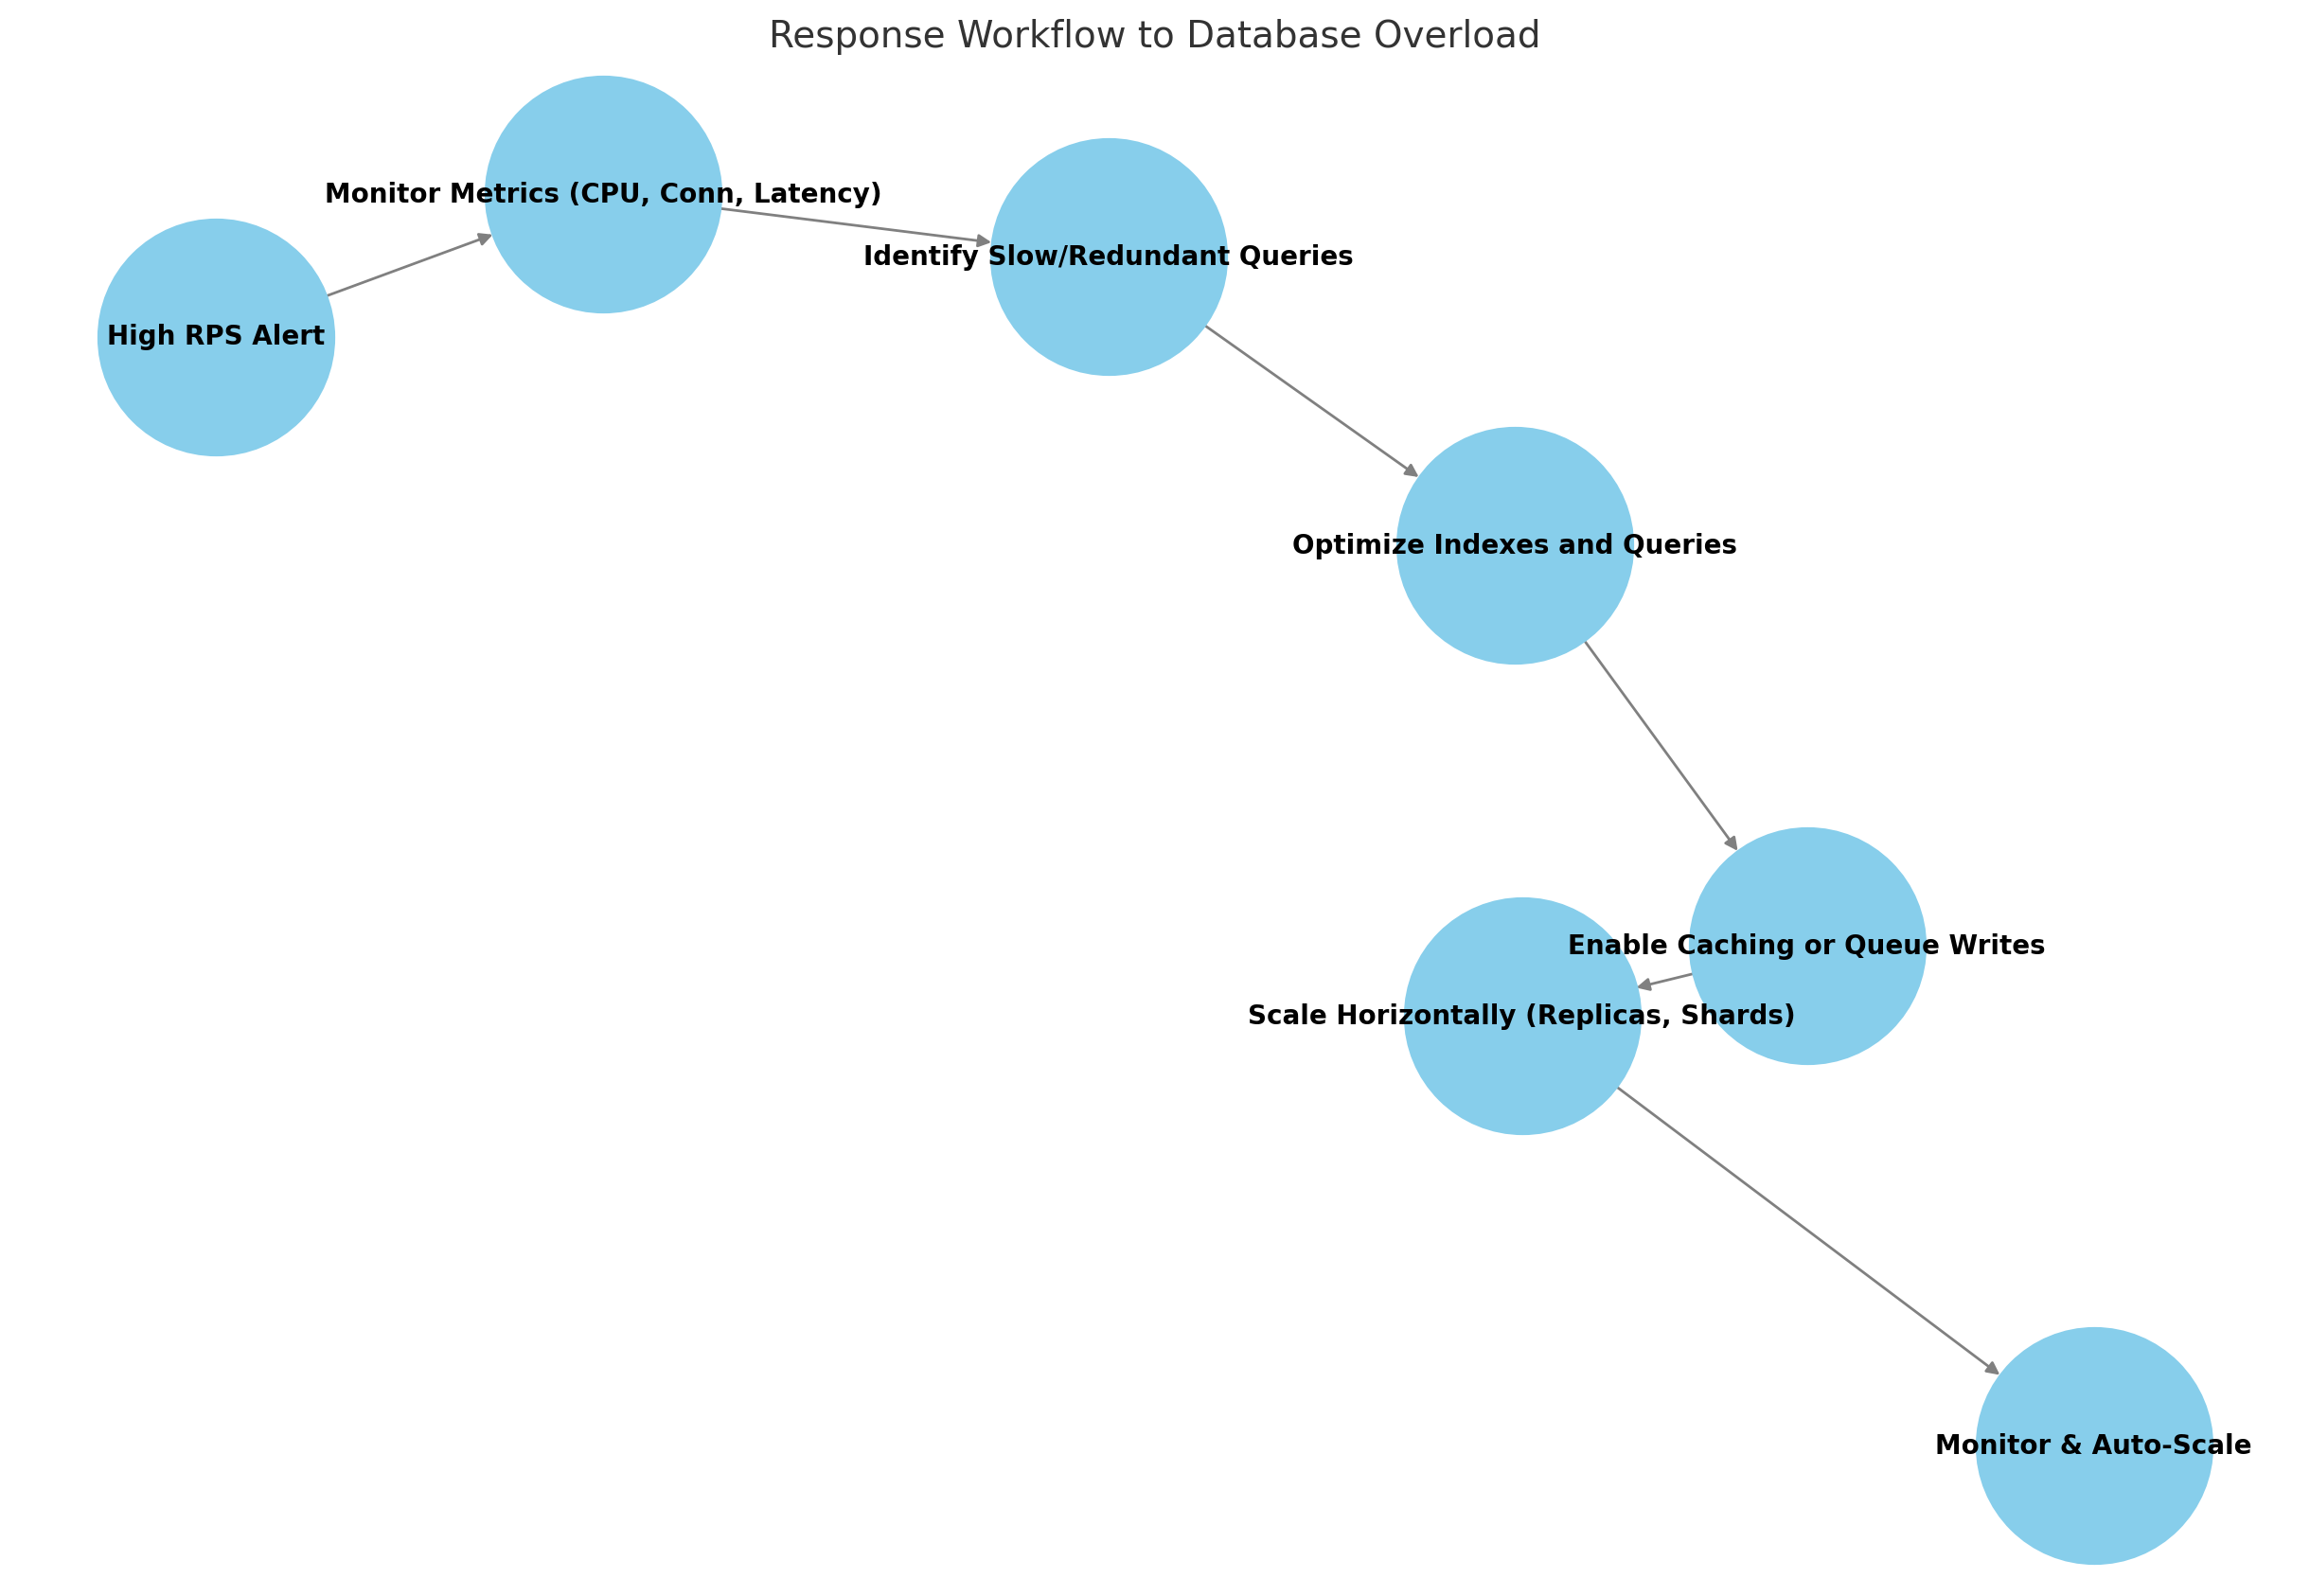 Response Workflow to Database Overload
High RPS Alert
Monitor Metrics (CPU, Conn, Latency)
Identify Slow/Redundant Queries
Optimize Indexes and Queries
Enable Caching or Queue Writes
Scale Horizontally (Replicas, Shards)
Monitor & Auto-Scale